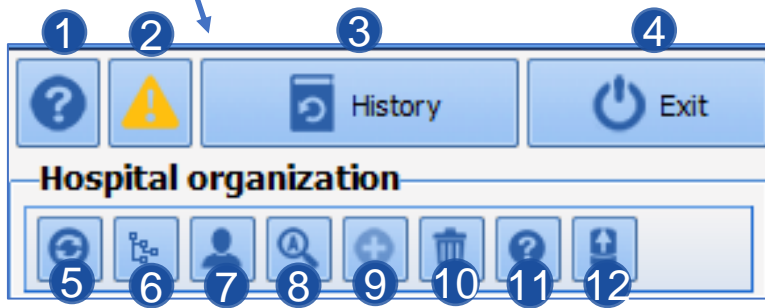 1 2 3 4
? ! History Exit
Hospital organization
A ?
5 6 7 8 9 10 11 12